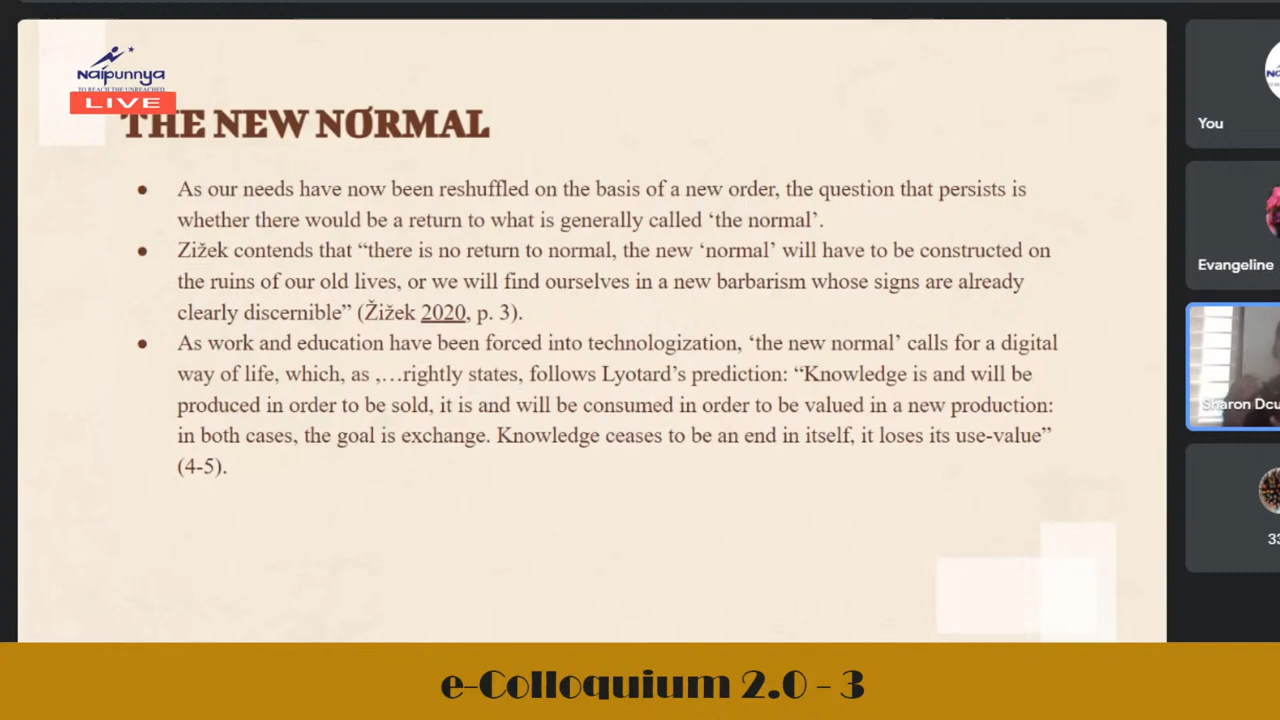 Naipunnya
TO REACH THE UNREACHED
LIVE
THE NEW NORMAL
• As our needs have now been reshuffled on the basis of a new order, the question that persists is
whether there would be a return to what is generally called ‘the normal’.
• Zižek contends that “there is no return to normal, the new ‘normal’ will have to be constructed on
the ruins of our old lives, or we will find ourselves in a new barbarism whose signs are already
clearly discernible” (Žižek 2020, p. 3).
• As work and education have been forced into technologization, ‘the new normal’ calls for a digital
way of life, which, as ,…rightly states, follows Lyotard’s prediction: “Knowledge is and will be
produced in order to be sold, it is and will be consumed in order to be valued in a new production:
in both cases, the goal is exchange. Knowledge ceases to be an end in itself, it loses its use-value”
(4-5).
You
Evangeline
Sharon Dcu
33
e-Colloquium 2.0 - 3